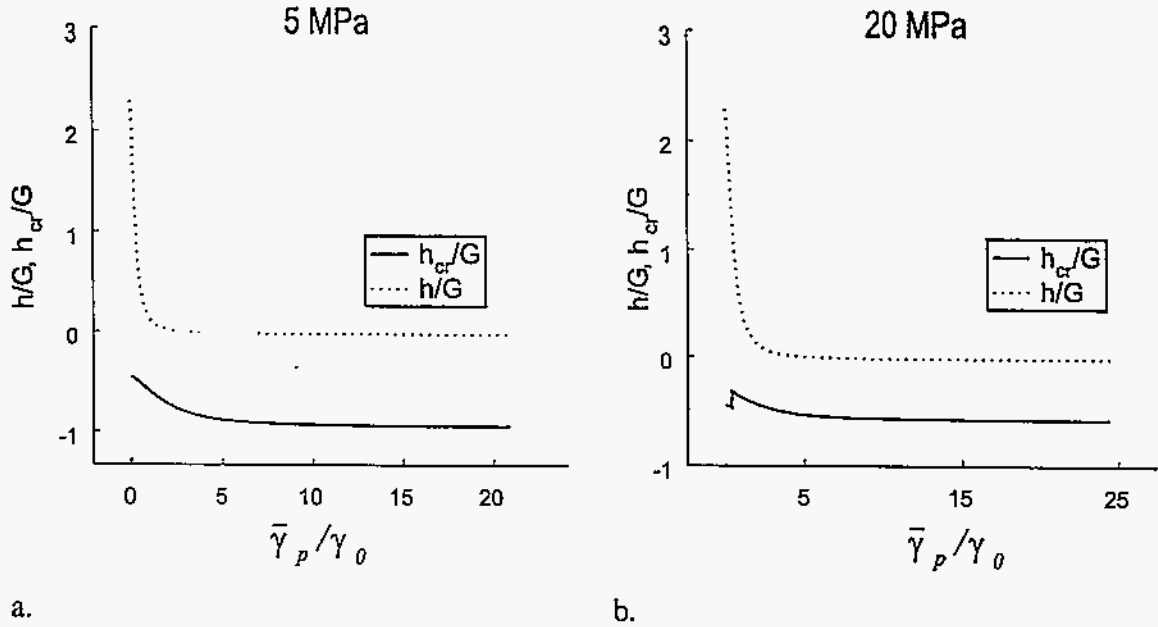 5 MPa
3
2
1
0
-1
h/G, h_cr/G
h_cr/G
h/G
0 5 10 15 20
γ̄_p/γ_0
a.
20 MPa
3
2
1
0
-1
h/G, h_cr/G
h_cr/G
h/G
5 15 25
γ̄_p/γ_0
b.